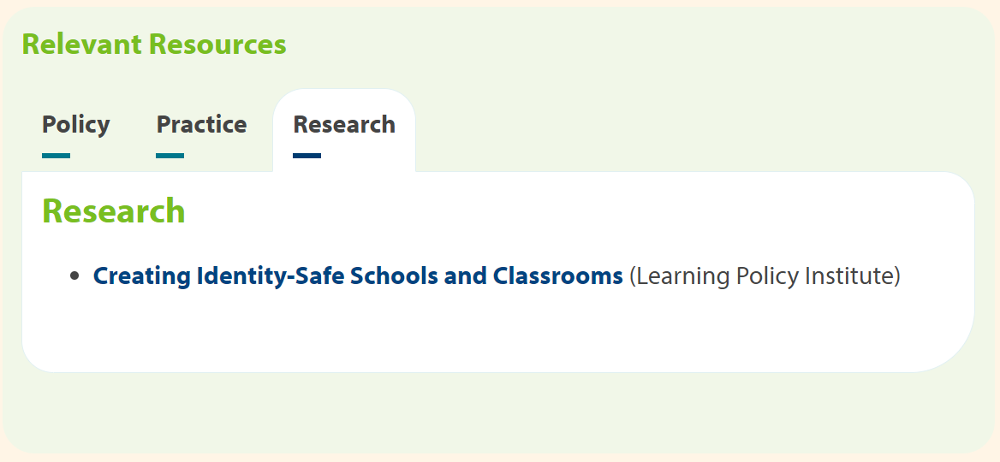 Relevant Resources
Policy Practice Research
Research
• Creating Identity-Safe Schools and Classrooms (Learning Policy Institute)